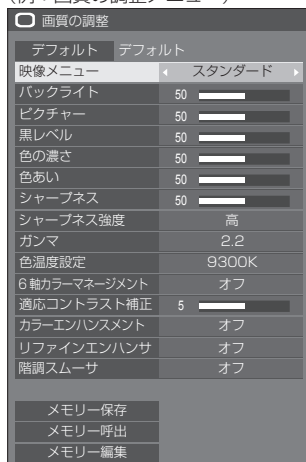 (例:画質の調整メニュー)
画質の調整
デフォルト デフォルト
映像メニュー スタンダード
バックライト 50
ピクチャー 50
黒レベル 50
色の濃さ 50
色あい 50
シャープネス 50
シャープネス強度 高
ガンマ 2.2
色温度設定 9300K
6軸カラーマネージメント オフ
適応コントラスト補正 5
カラーエンハンスメント オフ
リファインエンハンサ オフ
階調スムーサ オフ
メモリー保存
メモリー呼出
メモリー編集